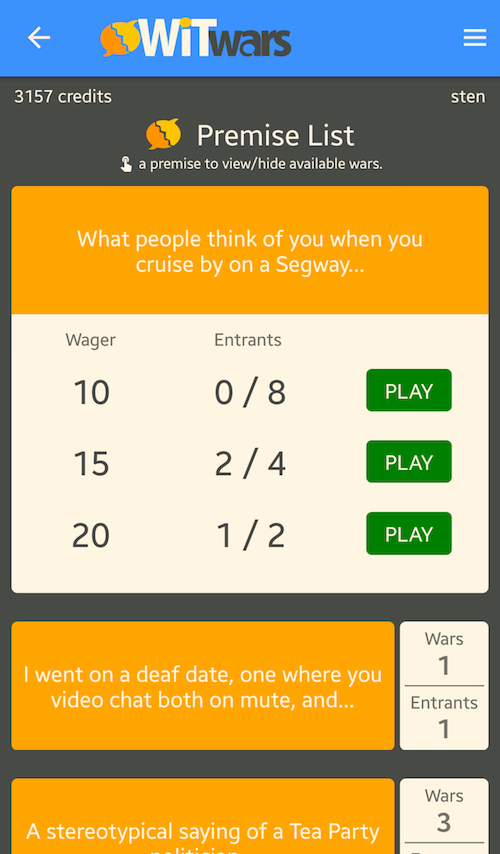 WiTwars
3157 credits
sten
Premise List
a premise to view/hide available wars.
What people think of you when you
cruise by on a Segway...
Wager Entrants
10 0 / 8 PLAY
15 2 / 4 PLAY
20 1 / 2 PLAY
I went on a deaf date, one where you
video chat both on mute, and...
Wars
1
Entrants
1
A stereotypical saying of a Tea Party
Wars
3